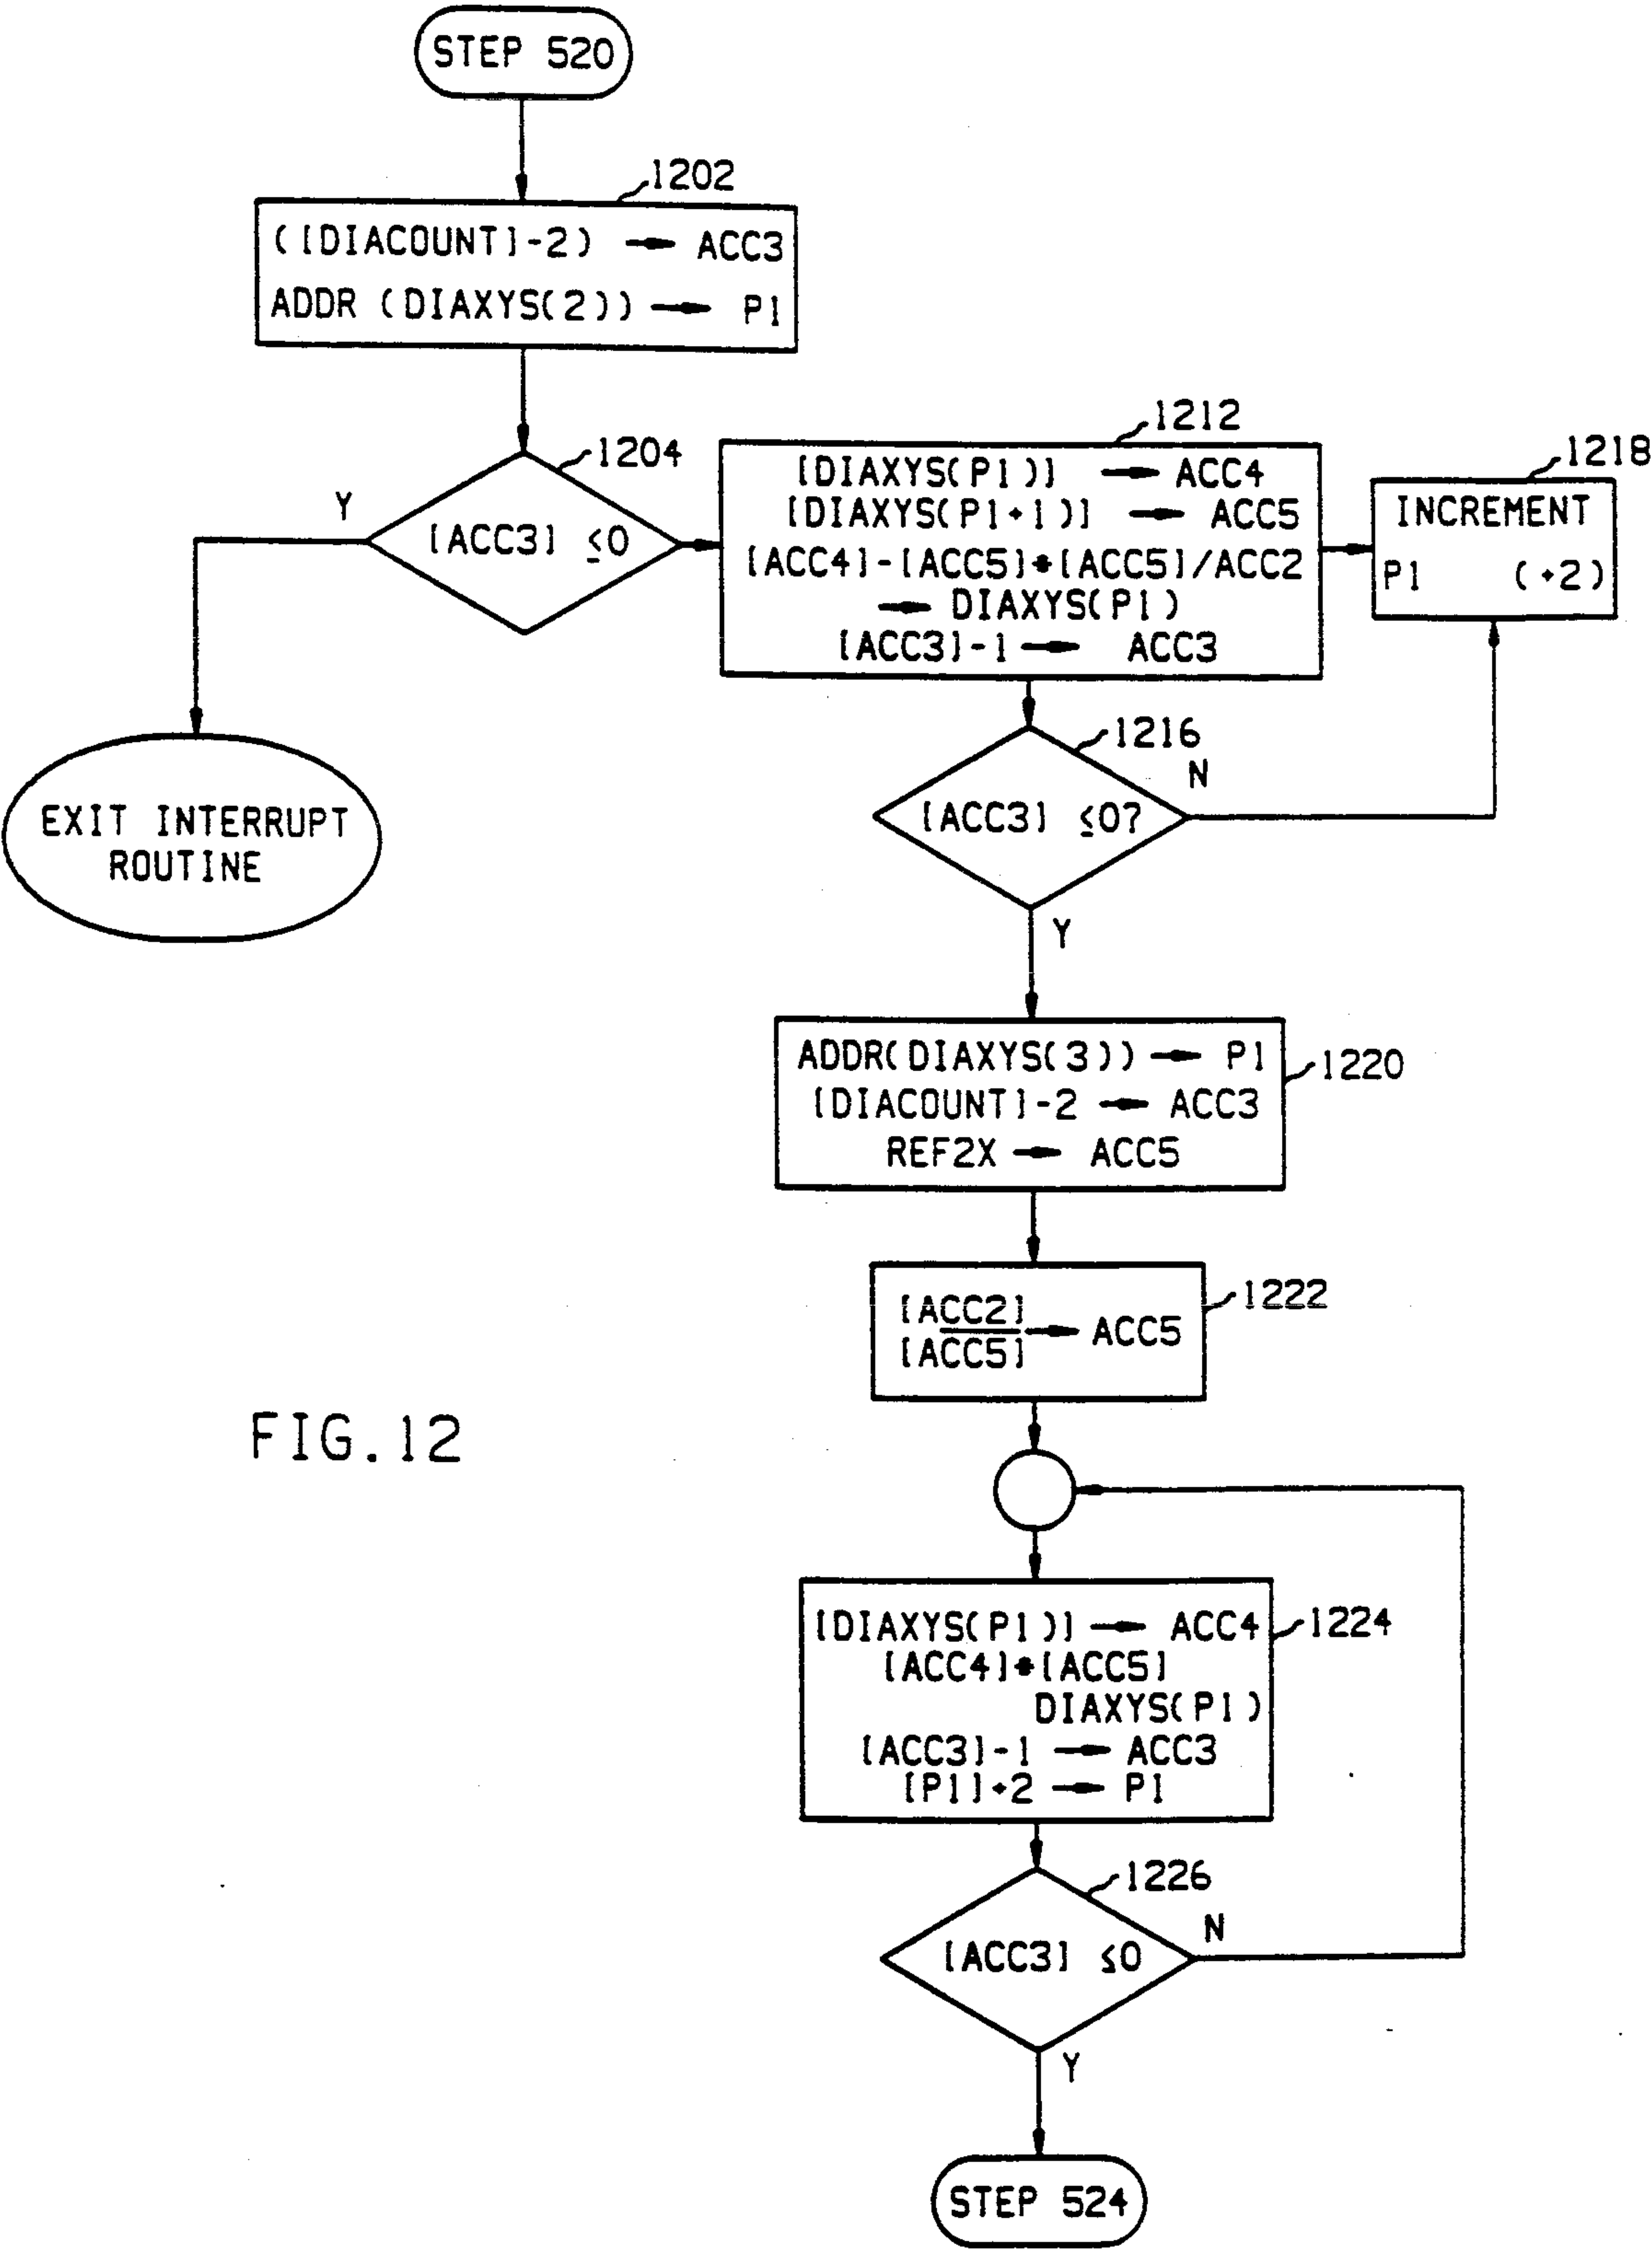 STEP 520
1202
([DIACOUNT]-2) → ACC3
ADDR (DIAXYS(2)) → P1
1204
Y
[ACC3] ≤0
1212
[DIAXYS(P1)] → ACC4
[DIAXYS(P1+1)] → ACC5
[ACC4]-[ACC5]*[ACC5]/ACC2
→ DIAXYS(P1)
[ACC3]-1 → ACC3
1218
INCREMENT
P1 (+2)
EXIT INTERRUPT
ROUTINE
1216
N
[ACC3] ≤0?
Y
1220
ADDR(DIAXYS(3)) → P1
[DIACOUNT]-2 → ACC3
REF2X → ACC5
1222
[ACC2]
[ACC5] → ACC5
FIG.12
1224
[DIAXYS(P1)] → ACC4
[ACC4]*[ACC5]
DIAXYS(P1)
[ACC3]-1 → ACC3
[P1]+2 → P1
1226
N
[ACC3] ≤0
Y
STEP 524